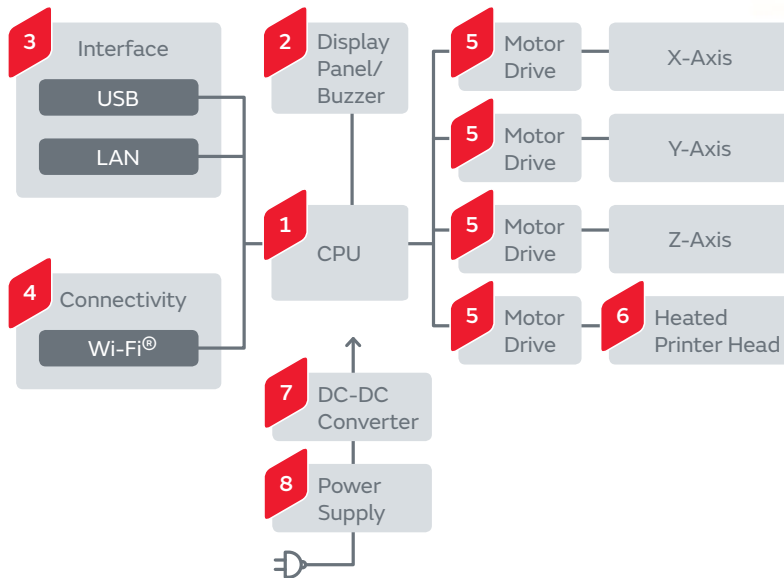 3
Interface
USB
LAN
4
Connectivity
Wi-Fi®
2
Display
Panel/
Buzzer
1
CPU
7
DC-DC
Converter
8
Power
Supply
5
Motor
Drive
X-Axis
5
Motor
Drive
Y-Axis
5
Motor
Drive
Z-Axis
5
Motor
Drive
6
Heated
Printer Head